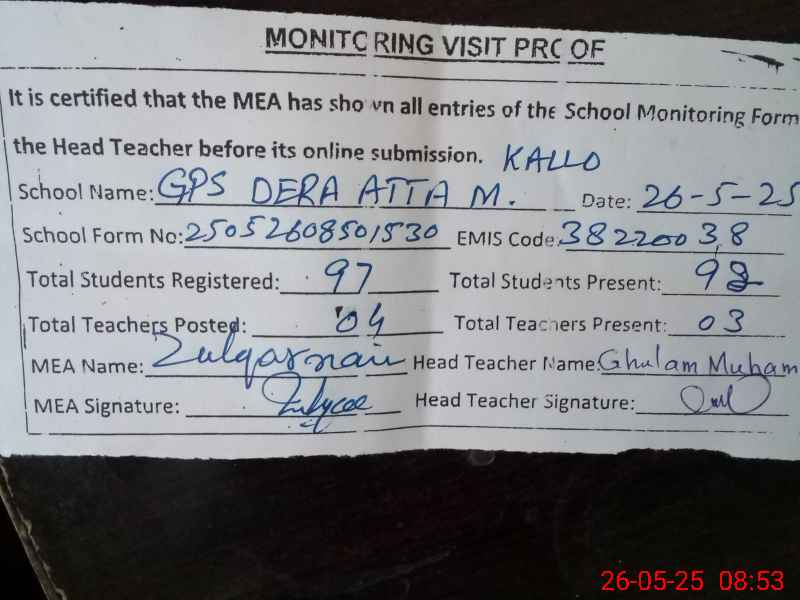 MONITORING VISIT PROOF
It is certified that the MEA has shown all entries of the School Monitoring Form
the Head Teacher before its online submission. KALLO
School Name: GPS DERA ATTA M. Date: 26-5-25
School Form No: 25052608501530 EMIS Code: 38220038
Total Students Registered: 97 Total Students Present:
Total Teachers Posted: 04 Total Teachers Present: 03
MEA Name: Zulqarnain Head Teacher Name: Ghulam Muham
MEA Signature: Head Teacher Signature:
26-05-25 08:53